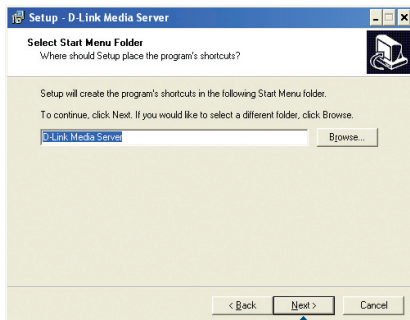 Setup - D-Link Media Server
Select Start Menu Folder
Where should Setup place the program's shortcuts?
Setup will create the program's shortcuts in the following Start Menu folder.
To continue, click Next. If you would like to select a different folder, click Browse.
D-Link Media Server
Browse...
< Back
Next >
Cancel